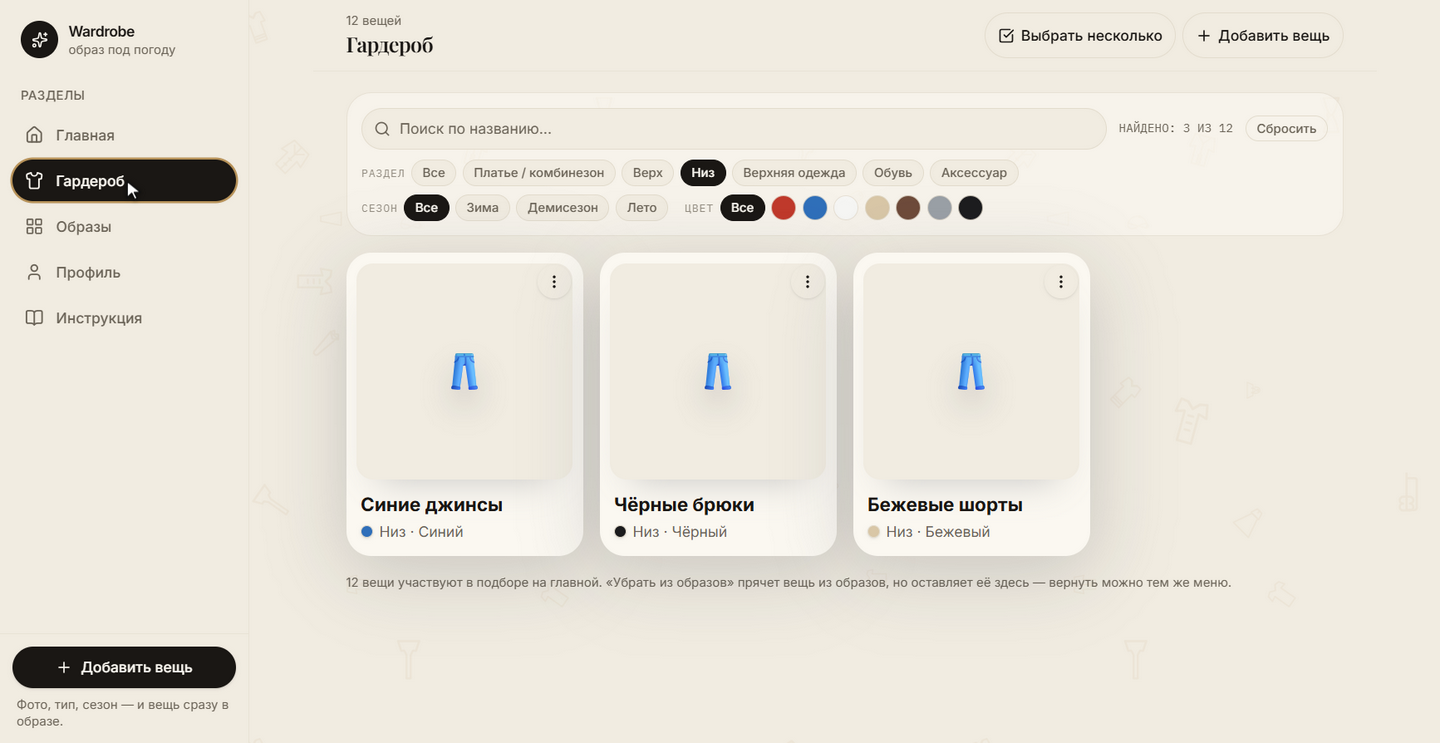 Wardrobe
образ под погоду
РАЗДЕЛЫ
Главная
Гардероб
Образы
Профиль
Инструкция
Добавить вещь
Фото, тип, сезон — и вещь сразу в
образе.
12 вещей
Гардероб
Выбрать несколько
Добавить вещь
Поиск по названию...
НАЙДЕНО: 3 ИЗ 12
Сбросить
РАЗДЕЛ Все Платье / комбинезон Верх Низ Верхняя одежда Обувь Аксессуар
СЕЗОН Все Зима Демисезон Лето ЦВЕТ Все
Синие джинсы
Низ · Синий
Чёрные брюки
Низ · Чёрный
Бежевые шорты
Низ · Бежевый
12 вещи участвуют в подборе на главной. «Убрать из образов» прячет вещь из образов, но оставляет её здесь — вернуть можно тем же меню.